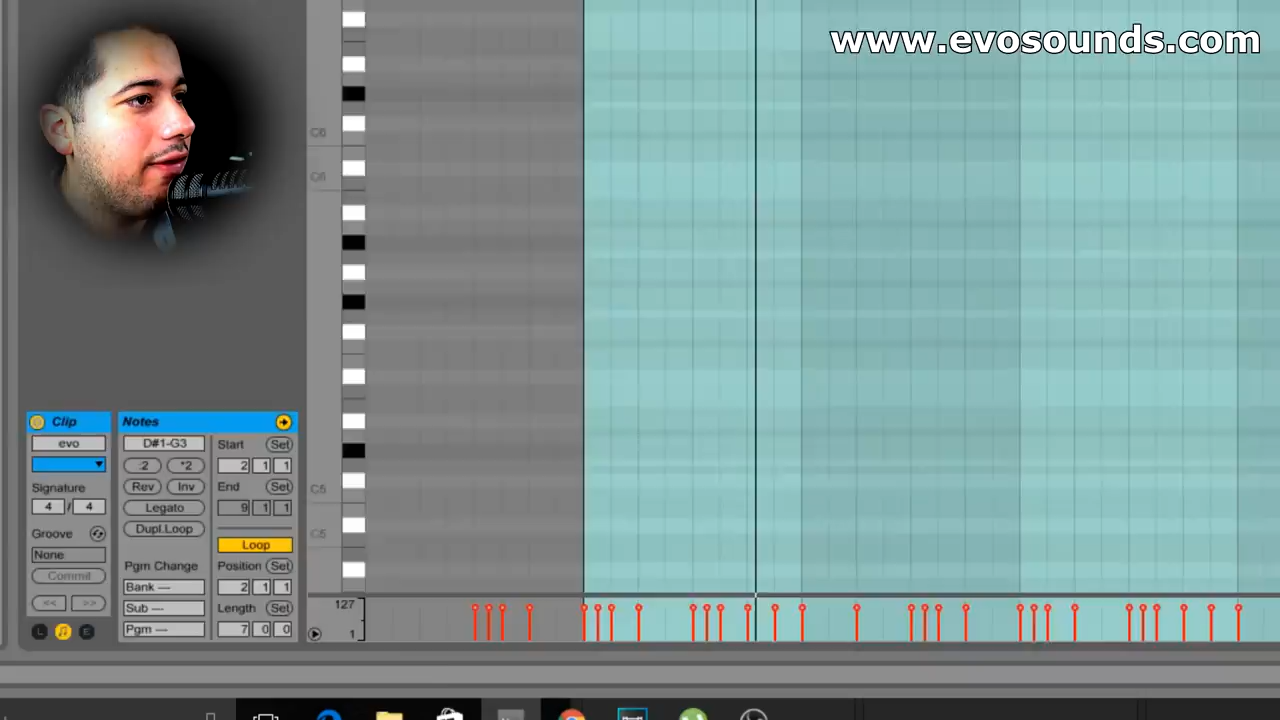 www.evosounds.com
C6
C6
C5
C5
Clip
evo
Signature
4 / 4
Groove
None
Commit
<< >>
L E
Notes
D#1-G3
:2 *2
Rev Inv
Legato
Dupl.Loop
Pgm Change
Bank ---
Sub ---
Pgm ---
Start Set
2 1 1
End Set
9 1 1
Loop
Position Set
2 1 1
Length Set
7 0 0
127
1